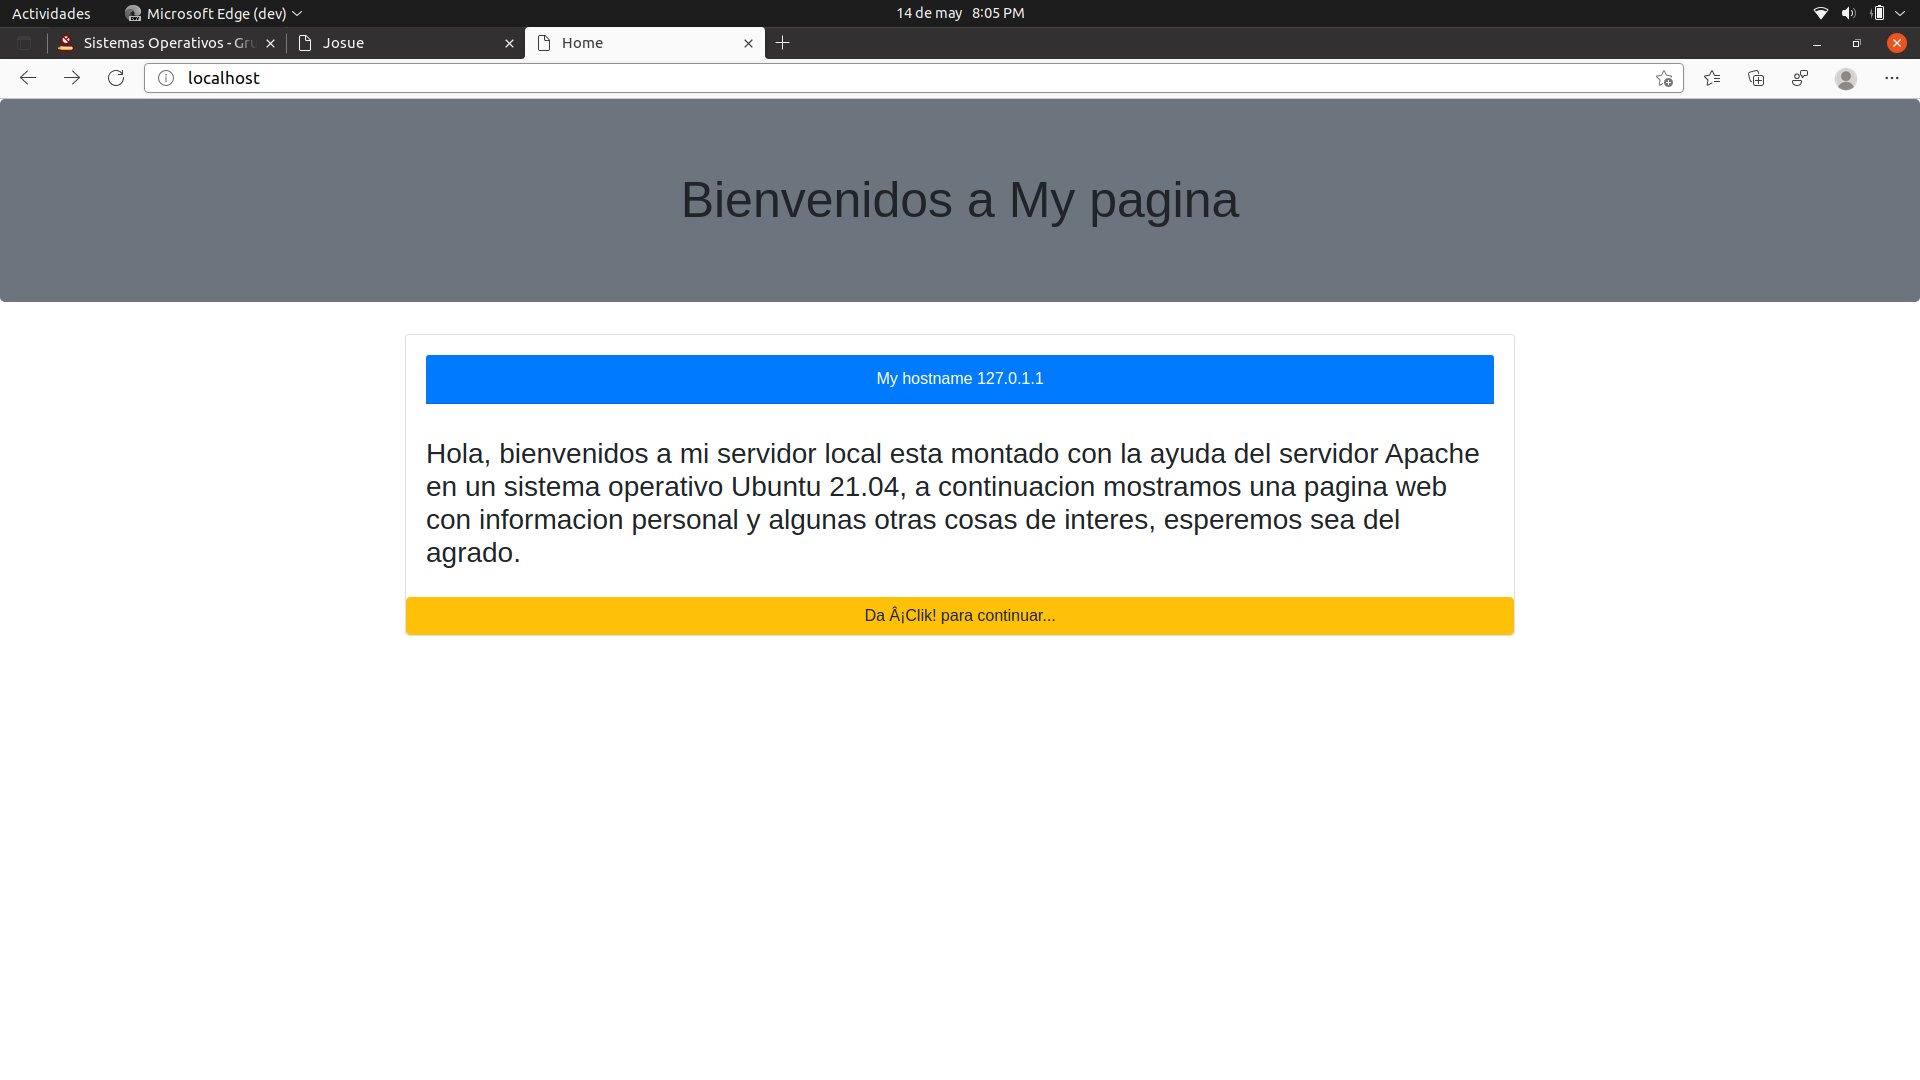 Actividades Microsoft Edge (dev) 14 de may 8:05 PM
Sistemas Operativos - Gru Josue Home
localhost
Bienvenidos a My pagina
My hostname 127.0.1.1
Hola, bienvenidos a mi servidor local esta montado con la ayuda del servidor Apache
en un sistema operativo Ubuntu 21.04, a continuacion mostramos una pagina web
con informacion personal y algunas otras cosas de interes, esperemos sea del
agrado.
Da Â¡Clik! para continuar...